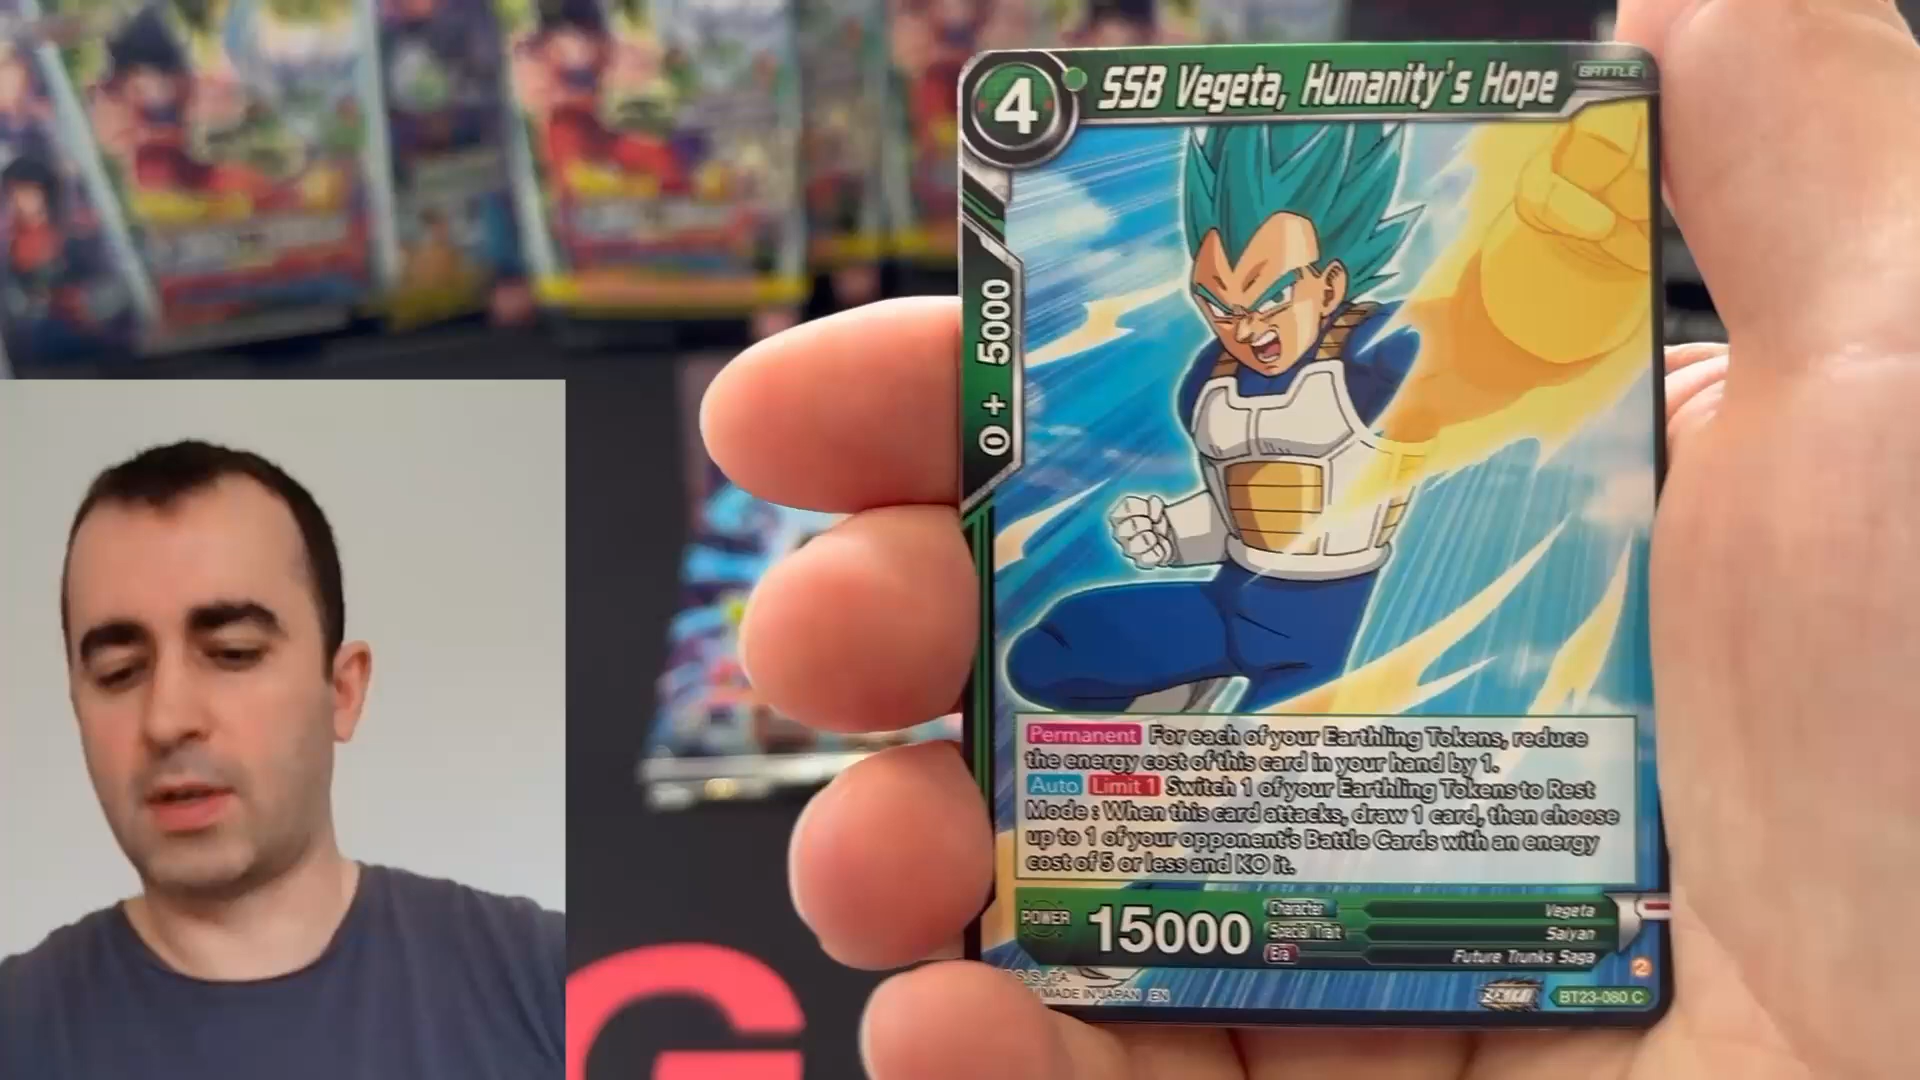 4
SSB Vegeta, Humanity's Hope
BATTLE
0 + 5000
Permanent For each of your Earthling Tokens, reduce
the energy cost of this card in your hand by 1.
Auto Limit 1 Switch 1 of your Earthling Tokens to Rest
Mode : When this card attacks, draw 1 card, then choose
up to 1 of your opponent's Battle Cards with an energy
cost of 5 or less and KO it.
POWER 15000
Character Vegeta
Special Trait Saiyan
Era Future Trunks Saga
2
MADE IN JAPAN EN
BT23-080 C
G